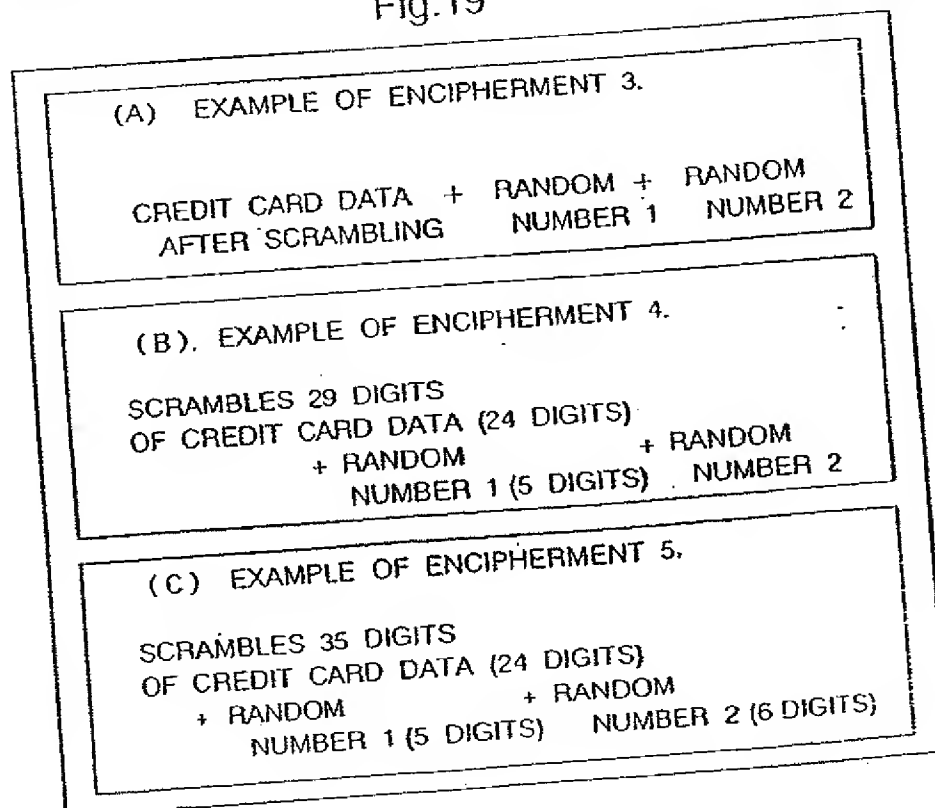 Fig.19
(A) EXAMPLE OF ENCIPHERMENT 3.
CREDIT CARD DATA + RANDOM + RANDOM
AFTER SCRAMBLING NUMBER 1 NUMBER 2
(B). EXAMPLE OF ENCIPHERMENT 4.
SCRAMBLES 29 DIGITS
OF CREDIT CARD DATA (24 DIGITS)
+ RANDOM + RANDOM
NUMBER 1 (5 DIGITS) NUMBER 2
(C) EXAMPLE OF ENCIPHERMENT 5.
SCRAMBLES 35 DIGITS
OF CREDIT CARD DATA (24 DIGITS)
+ RANDOM + RANDOM
NUMBER 1 (5 DIGITS) NUMBER 2 (6 DIGITS)